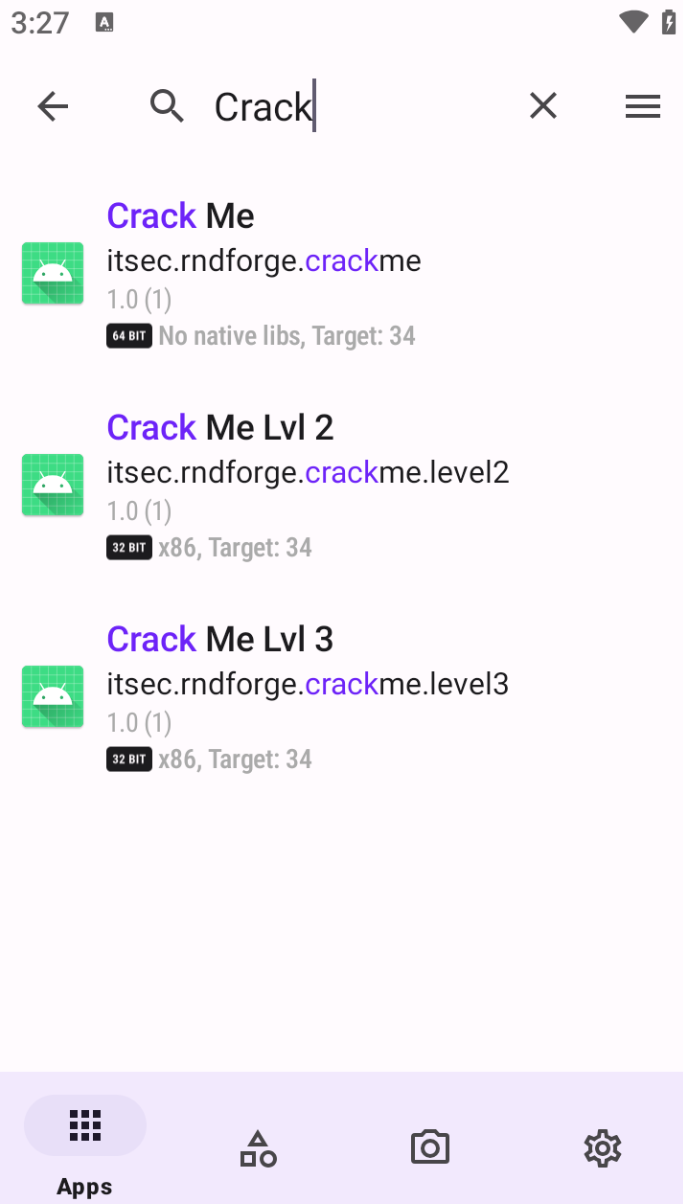 3:27
Crack
Crack Me
itsec.rndforge.crackme
1.0 (1)
64 BIT No native libs, Target: 34
Crack Me Lvl 2
itsec.rndforge.crackme.level2
1.0 (1)
32 BIT x86, Target: 34
Crack Me Lvl 3
itsec.rndforge.crackme.level3
1.0 (1)
32 BIT x86, Target: 34
Apps